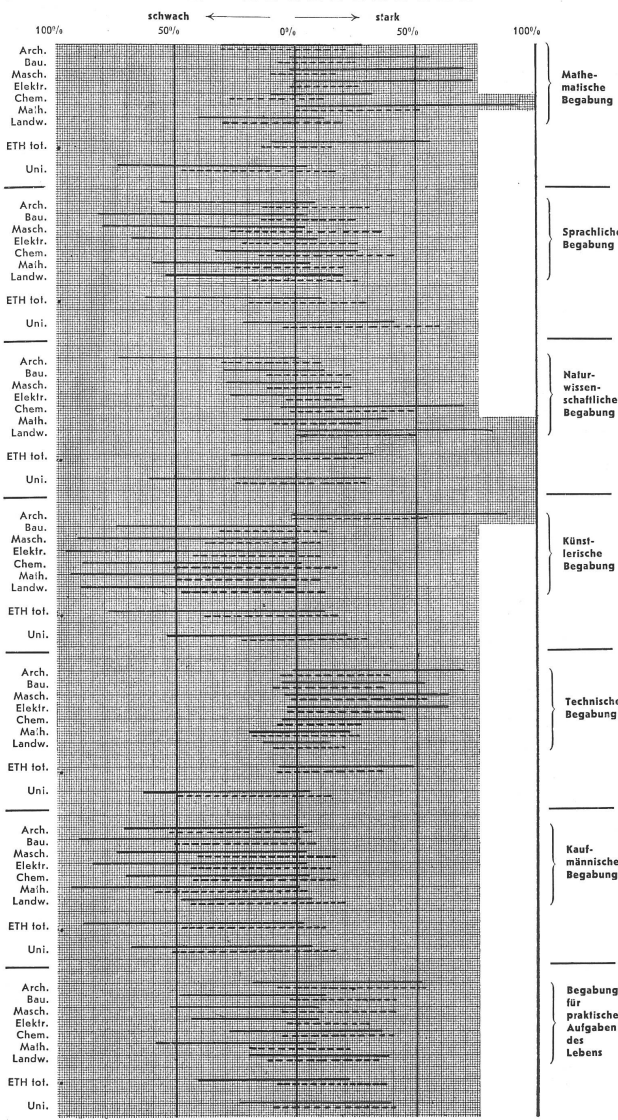 schwach ← → stark
100% 50% 0% 50% 100%
Arch.
Bau.
Masch.
Elektr.
Chem.
Math.
Landw.
ETH tot.
Uni.
Mathe-
matische
Begabung
Arch.
Bau.
Masch.
Elektr.
Chem.
Math.
Landw.
ETH tot.
Uni.
Sprachliche
Begabung
Arch.
Bau.
Masch.
Elektr.
Chem.
Math.
Landw.
ETH tot.
Uni.
Natur-
wissen-
schaftliche
Begabung
Arch.
Bau.
Masch.
Elektr.
Chem.
Math.
Landw.
ETH tot.
Uni.
Künst-
lerische
Begabung
Arch.
Bau.
Masch.
Elektr.
Chem.
Math.
Landw.
ETH tot.
Uni.
Technische
Begabung
Arch.
Bau.
Masch.
Elektr.
Chem.
Math.
Landw.
ETH tot.
Uni.
Kauf-
männische
Begabung
Arch.
Bau.
Masch.
Elektr.
Chem.
Math.
Landw.
ETH tot.
Uni.
Begabung
für
praktische
Aufgaben
des
Lebens